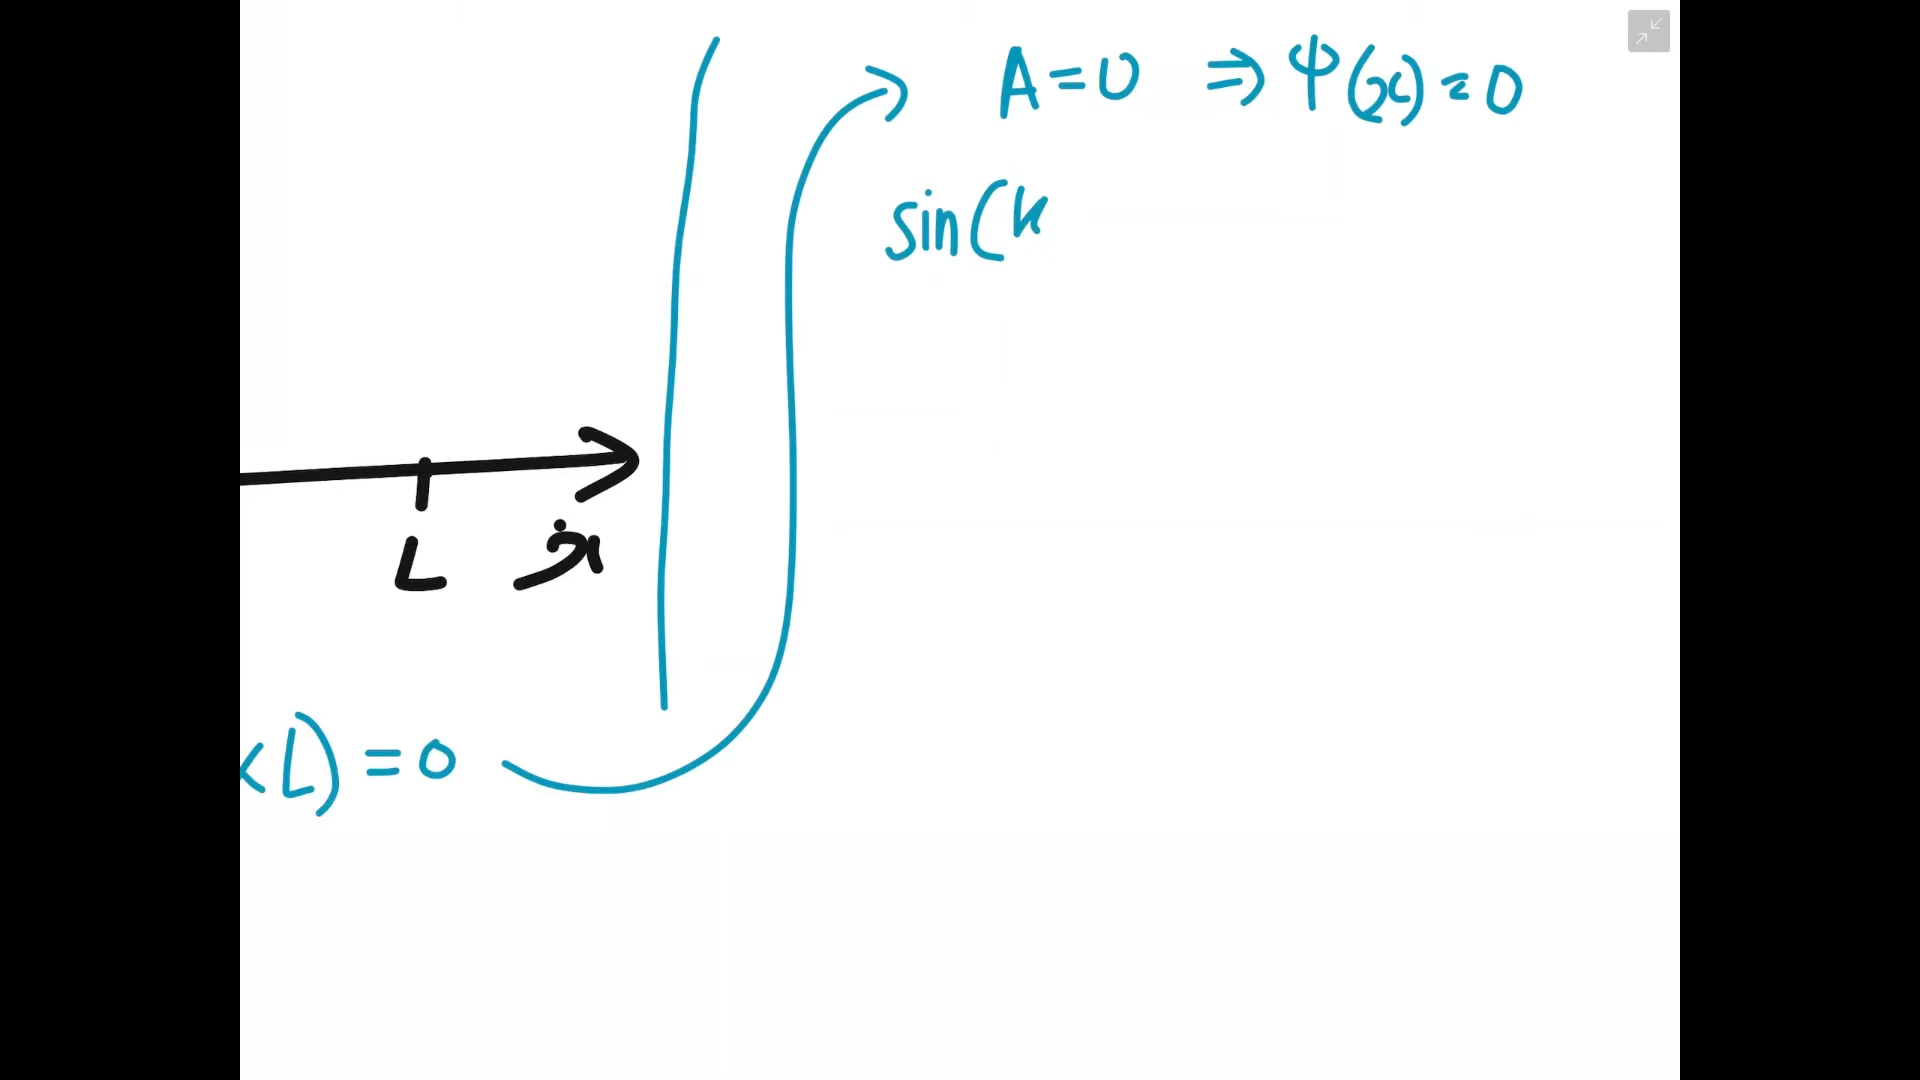 A = 0 ⇒ Ψ(x) = 0
sin(k
L x
L) = 0